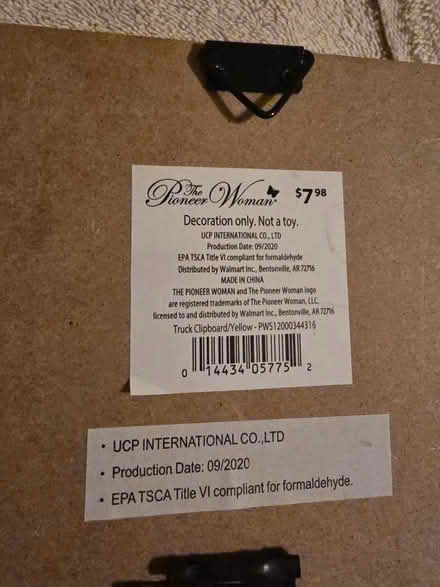 The Pioneer Woman
$7.98
Decoration only. Not a toy.
UCP INTERNATIONAL CO., LTD
Production Date: 09/2020
EPA TSCA Title VI compliant for formaldehyde
Distributed by Walmart Inc., Bentonville, AR 72716
MADE IN CHINA
THE PIONEER WOMAN and The Pioneer Woman logo
are registered trademarks of The Pioneer Woman, LLC,
licensed to and distributed by Walmart Inc., Bentonville, AR 72716
Truck Clipboard/Yellow - PWS12000344316
0 14434 05775 2
• UCP INTERNATIONAL CO.,LTD
• Production Date: 09/2020
• EPA TSCA Title VI compliant for formaldehyde.